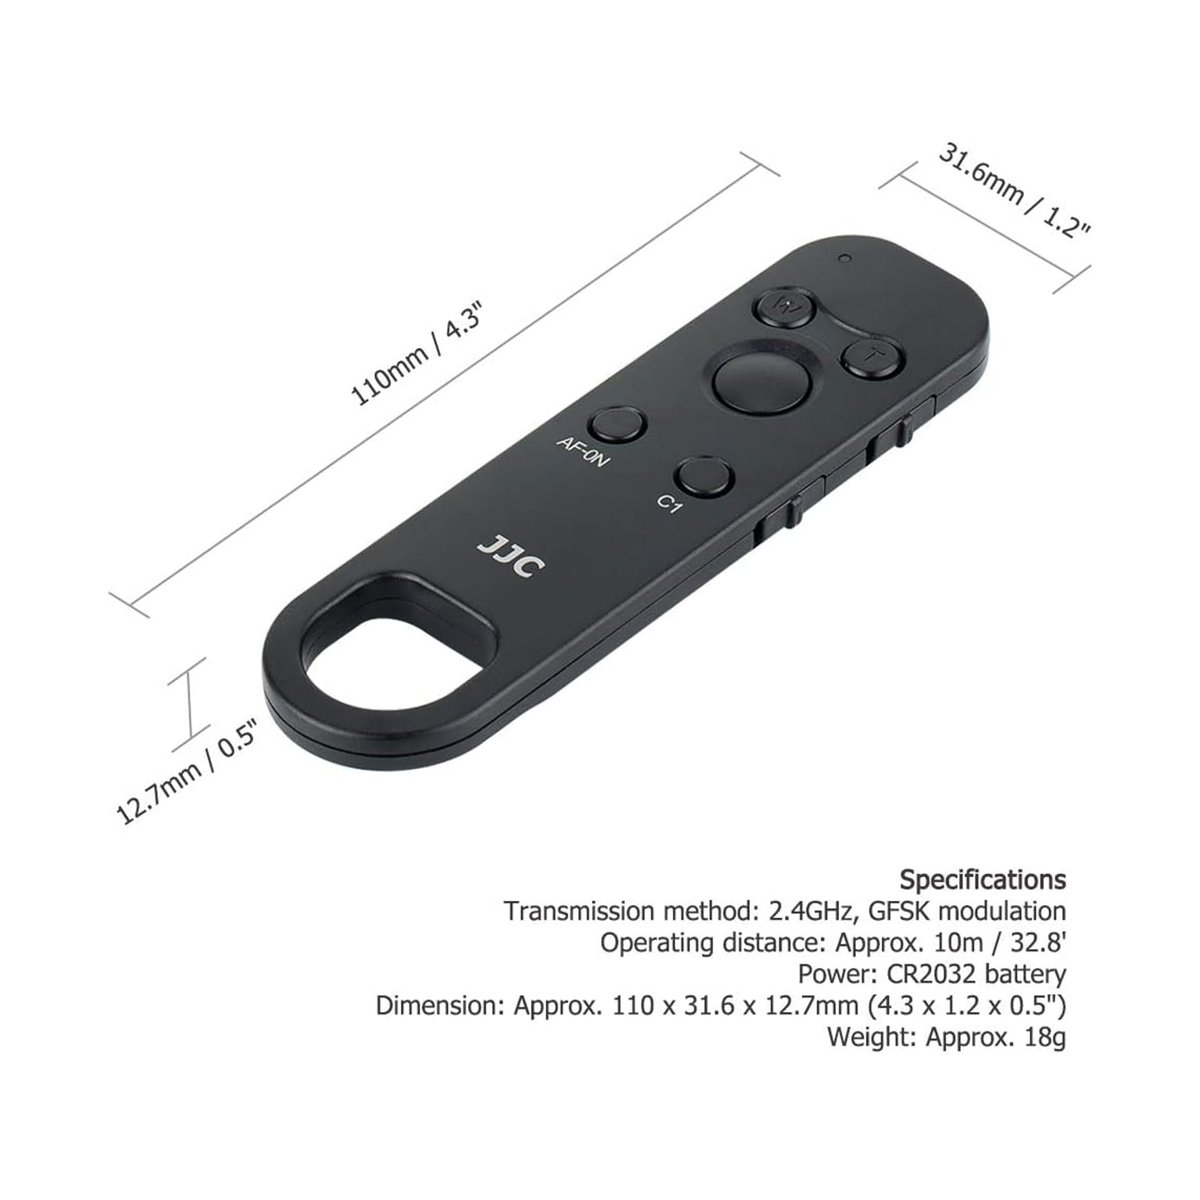 31.6mm / 1.2"
110mm / 4.3"
W
T
AF-ON
C1
JJC
12.7mm / 0.5"
Specifications
Transmission method: 2.4GHz, GFSK modulation
Operating distance: Approx. 10m / 32.8'
Power: CR2032 battery
Dimension: Approx. 110 x 31.6 x 12.7mm (4.3 x 1.2 x 0.5")
Weight: Approx. 18g